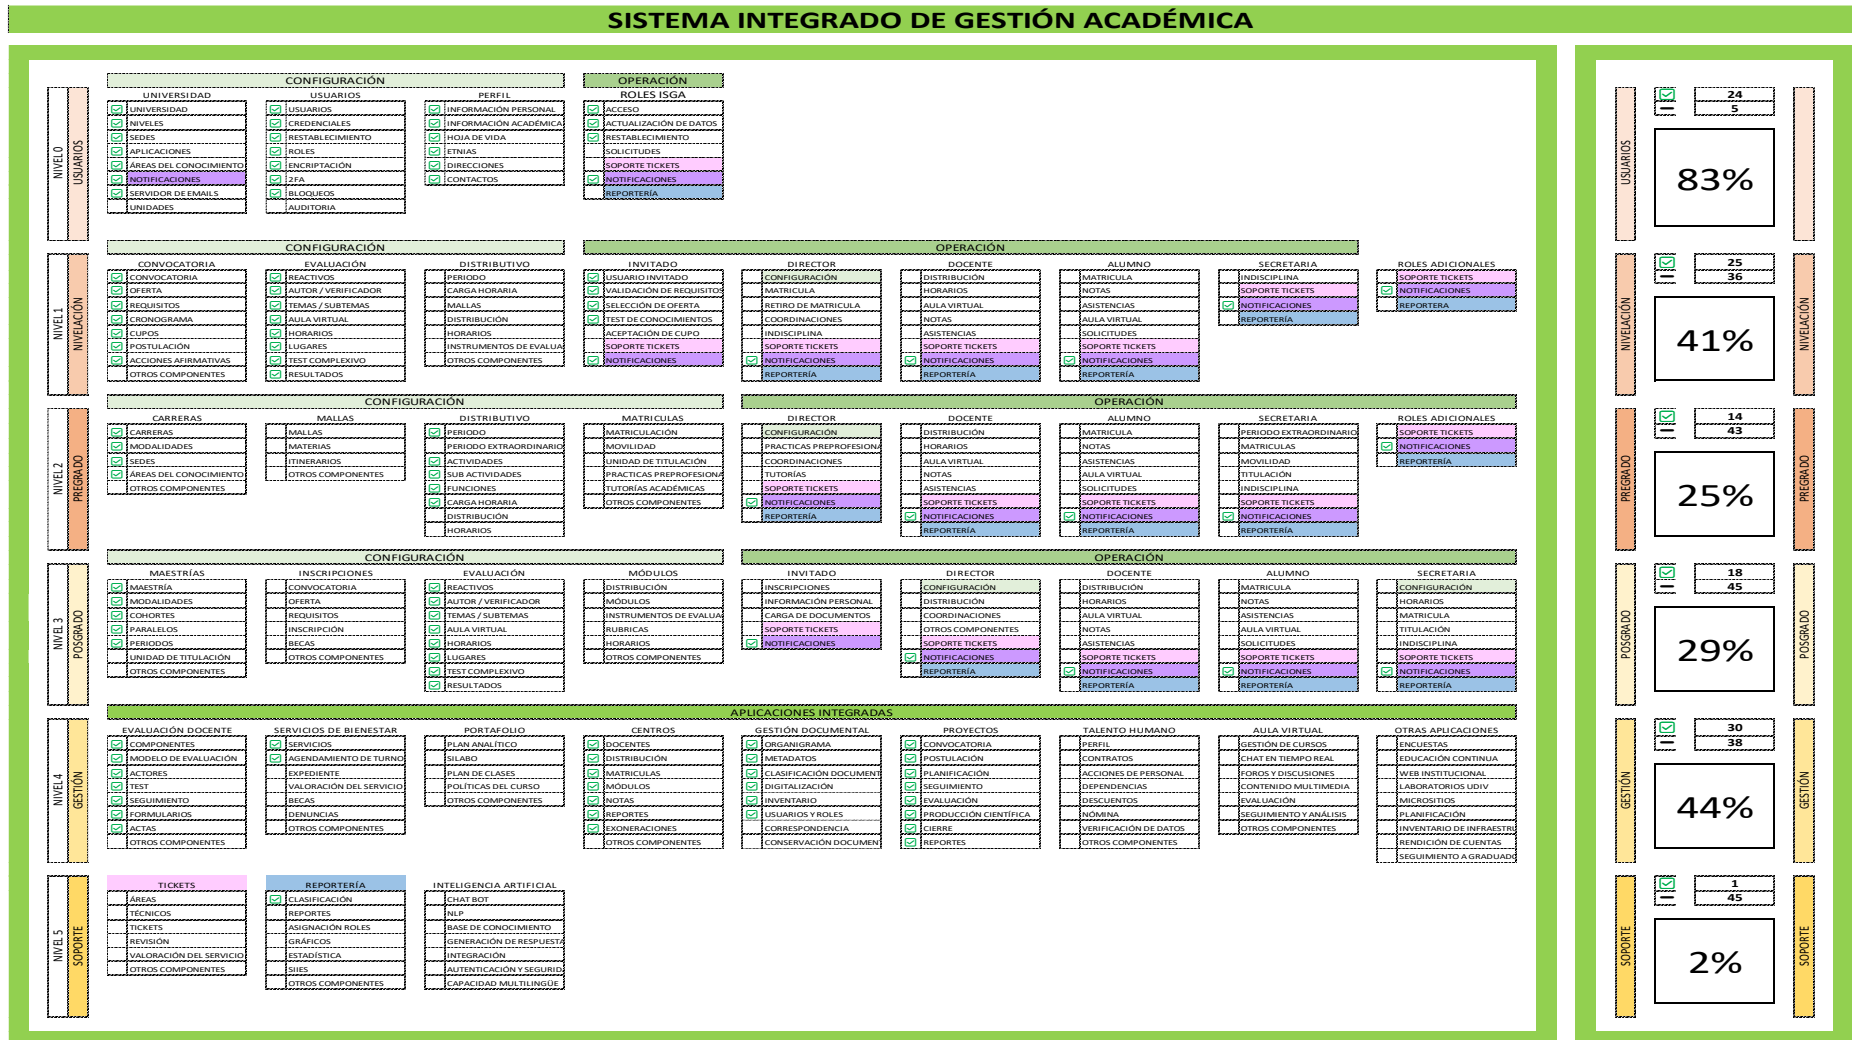 SISTEMA INTEGRADO DE GESTIÓN ACADÉMICA
NIVEL 0
USUARIOS
CONFIGURACIÓN
UNIVERSIDAD
UNIVERSIDAD
NIVELES
SEDES
APLICACIONES
ÁREAS DEL CONOCIMIENTO
NOTIFICACIONES
SERVIDOR DE EMAILS
UNIDADES
USUARIOS
USUARIOS
CREDENCIALES
RESTABLECIMIENTO
ROLES
ENCRIPTACIÓN
2FA
BLOQUEOS
AUDITORIA
PERFIL
INFORMACIÓN PERSONAL
INFORMACIÓN ACADÉMICA
HOJA DE VIDA
ETNIAS
DIRECCIONES
CONTACTOS
OPERACIÓN
ROLES ISGA
ACCESO
ACTUALIZACIÓN DE DATOS
RESTABLECIMIENTO
SOLICITUDES
SOPORTE TICKETS
NOTIFICACIONES
REPORTERÍA
USUARIOS
24
5
83%
NIVEL 1
NIVELACIÓN
CONFIGURACIÓN
CONVOCATORIA
CONVOCATORIA
OFERTA
REQUISITOS
CRONOGRAMA
CUPOS
POSTULACIÓN
ACCIONES AFIRMATIVAS
OTROS COMPONENTES
EVALUACIÓN
REACTIVOS
AUTOR / VERIFICADOR
TEMAS / SUBTEMAS
AULA VIRTUAL
HORARIOS
LUGARES
TEST COMPLEXIVO
RESULTADOS
DISTRIBUTIVO
PERIODO
CARGA HORARIA
MALLAS
DISTRIBUCIÓN
HORARIOS
INSTRUMENTOS DE EVALUA
OTROS COMPONENTES
OPERACIÓN
INVITADO
USUARIO INVITADO
VALIDACIÓN DE REQUISITOS
SELECCIÓN DE OFERTA
TEST DE CONOCIMIENTOS
ACEPTACIÓN DE CUPO
SOPORTE TICKETS
NOTIFICACIONES
DIRECTOR
CONFIGURACIÓN
MATRICULA
RETIRO DE MATRICULA
COORDINACIONES
INDISCIPLINA
SOPORTE TICKETS
NOTIFICACIONES
REPORTERÍA
DOCENTE
DISTRIBUCIÓN
HORARIOS
AULA VIRTUAL
NOTAS
ASISTENCIAS
SOPORTE TICKETS
NOTIFICACIONES
REPORTERÍA
ALUMNO
MATRICULA
NOTAS
ASISTENCIAS
AULA VIRTUAL
SOLICITUDES
SOPORTE TICKETS
NOTIFICACIONES
REPORTERÍA
SECRETARIA
INDISCIPLINA
SOPORTE TICKETS
NOTIFICACIONES
REPORTERÍA
ROLES ADICIONALES
SOPORTE TICKETS
NOTIFICACIONES
REPORTERA
NIVELACIÓN
25
36
41%
NIVELACIÓN
NIVEL 2
PREGRADO
CONFIGURACIÓN
CARRERAS
CARRERAS
MODALIDADES
SEDES
ÁREAS DEL CONOCIMIENTO
OTROS COMPONENTES
MALLAS
MALLAS
MATERIAS
ITINERARIOS
OROS COMPONENTES
DISTRIBUTIVO
PERIODO
PERIODO EXTRAORDINARIO
ACTIVIDADES
SUB ACTIVIDADES
FUNCIONES
CARGA HORARIA
DISTRIBUCIÓN
HORARIOS
MATRICULAS
MATRICULACIÓN
MOVILIDAD
UNIDAD DE TITULACIÓN
PRACTICAS PREPROFESIONA
TUTORÍAS ACADÉMICAS
OTROS COMPONENTES
OPERACIÓN
DIRECTOR
CONFIGURACIÓN
PRACTICAS PREPROFESIONA
COORDINACIONES
TUTORÍAS
SOPORTE TICKETS
NOTIFICACIONES
REPORTERÍA
DOCENTE
DISTRIBUCIÓN
HORARIOS
AULA VIRTUAL
NOTAS
ASISTENCIAS
SOPORTE TICKETS
NOTIFICACIONES
REPORTERÍA
ALUMNO
MATRICULA
NOTAS
ASISTENCIAS
AULA VIRTUAL
SOLICITUDES
SOPORTE TICKETS
NOTIFICACIONES
REPORTERÍA
SECRETARIA
PERIODO EXTRAORDINARIO
MATRICULAS
MOVILIDAD
TITULACIÓN
INDISCIPLINA
SOPORTE TICKETS
NOTIFICACIONES
REPORTERÍA
ROLES ADICIONALES
SOPORTE TICKETS
NOTIFICACIONES
REPORTERÍA
PREGRADO
14
43
25%
PREGRADO
NIVEL 3
POSGRADO
CONFIGURACIÓN
MAESTRÍAS
MAESTRÍA
MODALIDADES
COHORTES
PARALELOS
PERIODOS
UNIDAD DE TITULACIÓN
OTROS COMPONENTES
INSCRIPCIONES
CONVOCATORIA
OFERTA
REQUISITOS
INSCRIPCIÓN
BECAS
OTROS COMPONENTES
EVALUACIÓN
REACTIVOS
AUTOR / VERIFICADOR
TEMAS / SUBTEMAS
AULA VIRTUAL
HORARIOS
LUGARES
TEST COMPLEXIVO
RESULTADOS
MÓDULOS
DISTRIBUCIÓN
MÓDULOS
INSTRUMENTOS DE EVALUA
RUBRICAS
HORARIOS
OTROS COMPONENTES
OPERACIÓN
INVITADO
INSCRIPCIONES
INFORMACIÓN PERSONAL
CARGA DE DOCUMENTOS
SOPORTE TICKETS
NOTIFICACIONES
DIRECTOR
CONFIGURACIÓN
DISTRIBUCIÓN
COORDINACIONES
OTROS COMPONENTES
SOPORTE TICKETS
NOTIFICACIONES
REPORTERÍA
DOCENTE
DISTRIBUCIÓN
HORARIOS
AULA VIRTUAL
NOTAS
ASISTENCIAS
SOPORTE TICKETS
NOTIFICACIONES
REPORTERÍA
ALUMNO
MATRICULA
NOTAS
ASISTENCIAS
AULA VIRTUAL
SOLICITUDES
SOPORTE TICKETS
NOTIFICACIONES
REPORTERÍA
SECRETARIA
CONFIGURACIÓN
HORARIOS
MATRICULA
TITULACIÓN
INDISCIPLINA
SOPORTE TICKETS
NOTIFICACIONES
REPORTERÍA
POSGRADO
18
45
29%
POSGRADO
NIVEL 4
GESTIÓN
APLICACIONES INTEGRADAS
EVALUACIÓN DOCENTE
COMPONENTES
MODELO DE EVALUACIÓN
ACTORES
TEST
SEGUIMIENTO
FORMULARIOS
ACTAS
OTROS COMPONENTES
SERVICIOS DE BIENESTAR
SERVICIOS
AGENDAMIENTO DE TURNO
EXPEDIENTE
VALORACIÓN DEL SERVICIO
BECAS
DENUNCIAS
OTROS COMPONENTES
PORTAFOLIO
PLAN ANALÍTICO
SILABO
PLAN DE CLASES
POLÍTICAS DEL CURSO
OTROS COMPONENTES
CENTROS
DOCENTES
DISTRIBUCIÓN
MATRICULAS
MÓDULOS
NOTAS
REPORTES
EXONERACIONES
OTROS COMPONENTES
GESTIÓN DOCUMENTAL
ORGANIGRAMA
METADATOS
CLASIFICACIÓN DOCUMENT
DIGITALIZACIÓN
INVENTARIO
USUARIOS Y ROLES
CORRESPONDENCIA
CONSERVACIÓN DOCUMEN
PROYECTOS
CONVOCATORIA
POSTULACIÓN
PLANIFICACIÓN
SEGUIMIENTO
EVALUACIÓN
PRODUCCIÓN CIENTÍFICA
CIERRE
REPORTES
TALENTO HUMANO
PERFIL
CONTRATOS
ACCIONES DE PERSONAL
DEPENDENCIAS
DESCUENTOS
NÓMINA
VERIFICACIÓN DE DATOS
OTROS COMPONENTES
AULA VIRTUAL
GESTIÓN DE CURSOS
CHAT EN TIEMPO REAL
FOROS Y DISCUSIONES
CONTENIDO MULTIMEDIA
EVALUACIÓN
SEGUIMIENTO Y ANÁLISIS
OTROS COMPONENTES
OTRAS APLICACIONES
ENCUESTAS
EDUCACIÓN CONTINUA
WEB INSTITUCIONAL
LABORATORIOS UDIV
MICROSITIOS
PLANIFICACIÓN
INVENTARIO DE INFRAESTRU
RENDICIÓN DE CUENTAS
SEGUIMIENTO A GRADUADO
GESTIÓN
30
38
44%
GESTIÓN
NIVEL 5
SOPORTE
TICKETS
ÁREAS
TÉCNICOS
TICKETS
REVISIÓN
VALORACIÓN DEL SERVICIO
OTROS COMPONENTES
REPORTERÍA
CLASIFICACIÓN
REPORTES
ASIGNACIÓN ROLES
GRÁFICOS
ESTADÍSTICA
SIIES
OTROS COMPONENTES
INTELIGENCIA ARTIFICIAL
CHAT BOT
NLP
BASE DE CONOCIMIENTO
GENERACIÓN DE RESPUESTA
INTEGRACIÓN
AUTENTICACIÓN Y SEGURID
CAPACIDAD MULTILINGÜE
SOPORTE
1
45
2%
SOPORTE